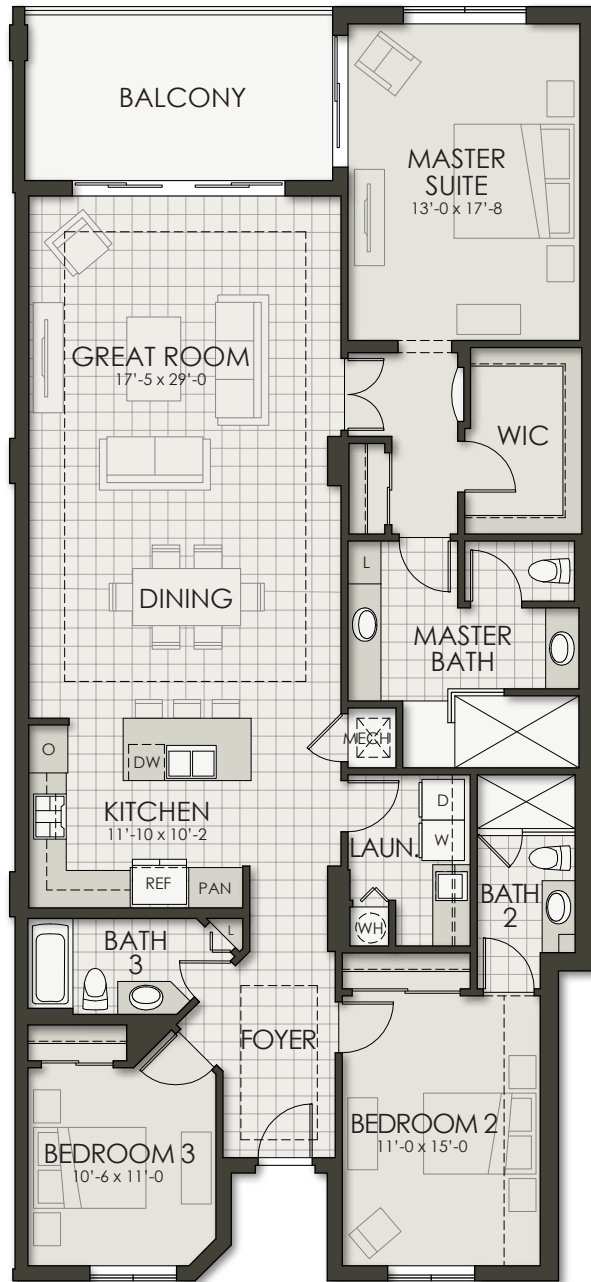 BALCONY
MASTER
SUITE
13'-0 x 17'-8
GREAT ROOM
17'-5 x 29'-0
WIC
L
DINING
MASTER
BATH
MECH
O
DW
KITCHEN
11'-10 x 10'-2
D
W
LAUN.
REF
PAN
BATH
2
WH
BATH
3
L
FOYER
BEDROOM 2
11'-0 x 15'-0
BEDROOM 3
10'-6 x 11'-0